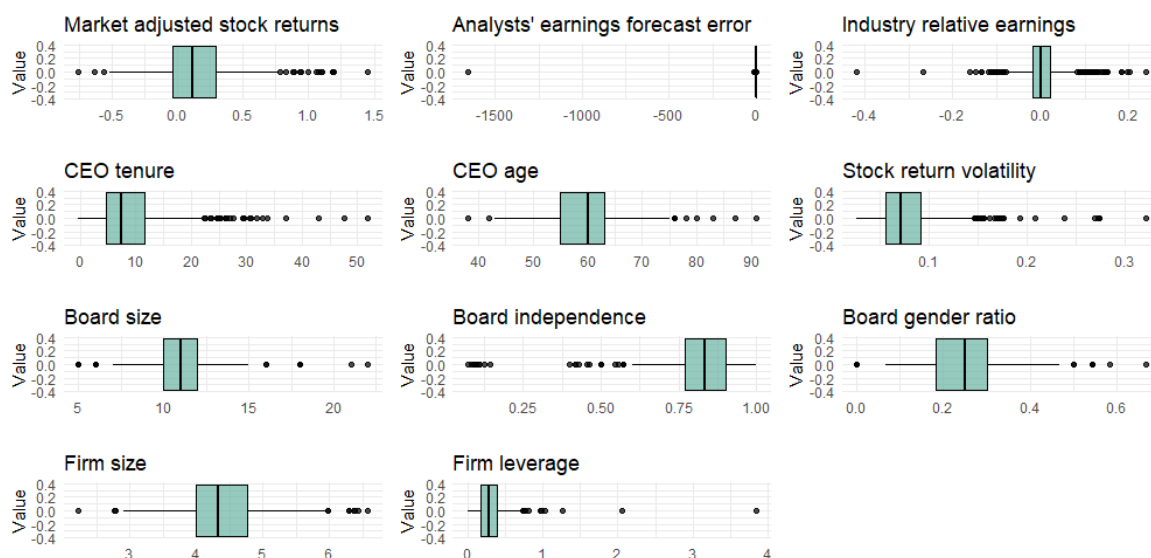 Market adjusted stock returns
Value
0.4
0.2
0.0
-0.2
-0.4
-0.5 0.0 0.5 1.0 1.5
Analysts' earnings forecast error
Value
0.4
0.2
0.0
-0.2
-0.4
-1500 -1000 -500 0
Industry relative earnings
Value
0.4
0.2
0.0
-0.2
-0.4
-0.4 -0.2 0.0 0.2
CEO tenure
Value
0.4
0.2
0.0
-0.2
-0.4
0 10 20 30 40 50
CEO age
Value
0.4
0.2
0.0
-0.2
-0.4
40 50 60 70 80 90
Stock return volatility
Value
0.4
0.2
0.0
-0.2
-0.4
0.1 0.2 0.3
Board size
Value
0.4
0.2
0.0
-0.2
-0.4
5 10 15 20
Board independence
Value
0.4
0.2
0.0
-0.2
-0.4
0.25 0.50 0.75 1.00
Board gender ratio
Value
0.4
0.2
0.0
-0.2
-0.4
0.0 0.2 0.4 0.6
Firm size
Value
0.4
0.2
0.0
-0.2
-0.4
3 4 5 6
Firm leverage
Value
0.4
0.2
0.0
-0.2
-0.4
0 1 2 3 4